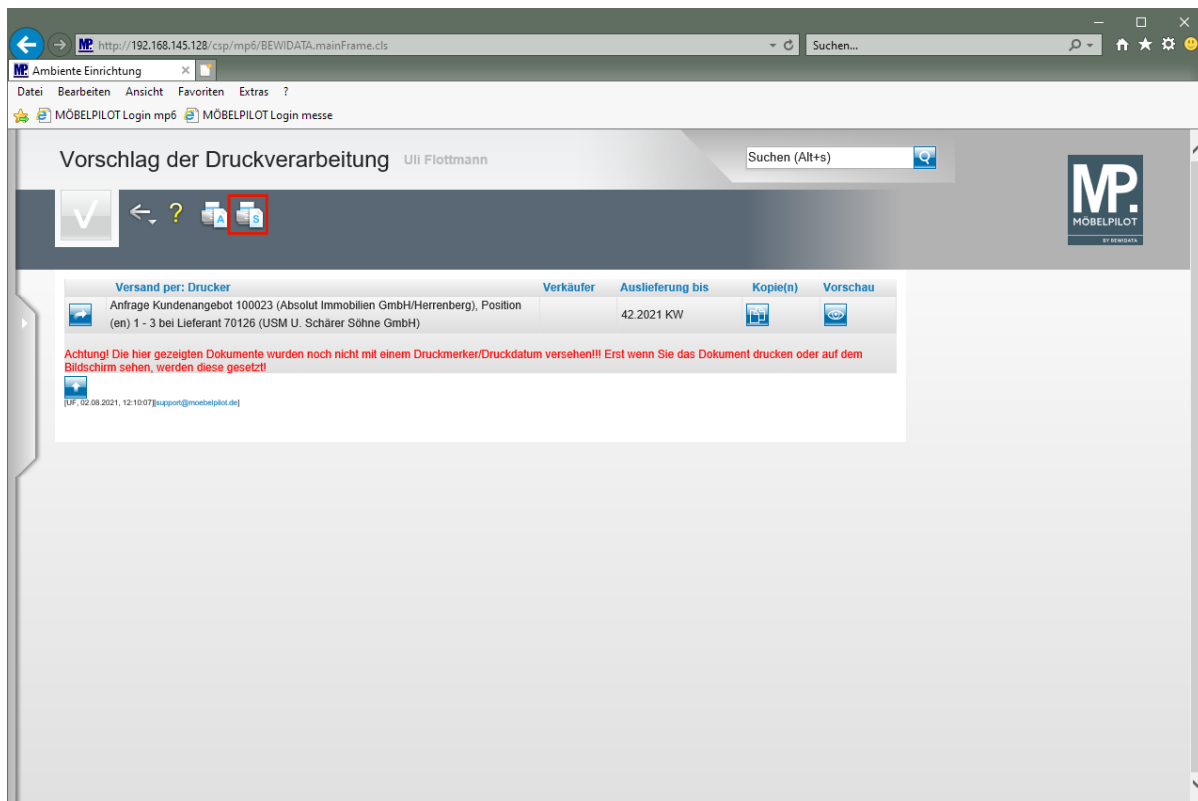 http://192.168.145.128/csp/mp6/BEWIDATA.mainFrame.cls
Suchen...
MP. Ambiente Einrichtung
Datei Bearbeiten Ansicht Favoriten Extras ?
MÖBELPILOT Login mp6 MÖBELPILOT Login messe
Vorschlag der Druckverarbeitung Uli Flottmann
Suchen (Alt+s)
MP.
MÖBELPILOT
BY BEWIDATA
? A S
Versand per: Drucker Verkäufer Auslieferung bis Kopie(n) Vorschau
Anfrage Kundenangebot 100023 (Absolut Immobilien GmbH/Herrenberg), Position
(en) 1 - 3 bei Lieferant 70126 (USM U. Schärer Söhne GmbH)
42.2021 KW
Achtung! Die hier gezeigten Dokumente wurden noch nicht mit einem Druckmerker/Druckdatum versehen!!! Erst wenn Sie das Dokument drucken oder auf dem
Bildschirm sehen, werden diese gesetzt!
[UF, 02.08.2021, 12:10:07][support@moebelpilot.de]